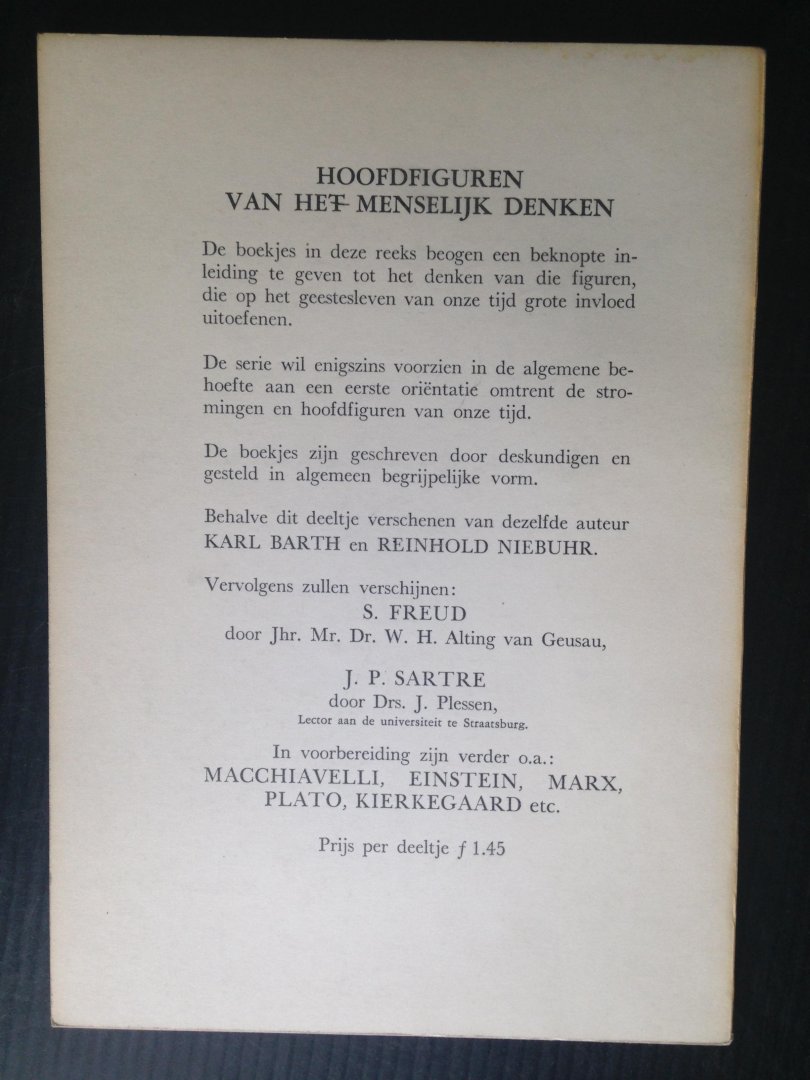 HOOFDFIGUREN
VAN HET MENSELIJK DENKEN
De boekjes in deze reeks beogen een beknopte in-
leiding te geven tot het denken van die figuren,
die op het geestesleven van onze tijd grote invloed
uitoefenen.
De serie wil enigszins voorzien in de algemene be-
hoefte aan een eerste oriëntatie omtrent de stro-
mingen en hoofdfiguren van onze tijd.
De boekjes zijn geschreven door deskundigen en
gesteld in algemeen begrijpelijke vorm.
Behalve dit deeltje verschenen van dezelfde auteur
KARL BARTH en REINHOLD NIEBUHR.
Vervolgens zullen verschijnen:
S. FREUD
door Jhr. Mr. Dr. W. H. Alting van Geusau,
J. P. SARTRE
door Drs. J. Plessen,
Lector aan de universiteit te Straatsburg.
In voorbereiding zijn verder o.a.:
MACCHIAVELLI, EINSTEIN, MARX,
PLATO, KIERKEGAARD etc.
Prijs per deeltje ƒ 1.45